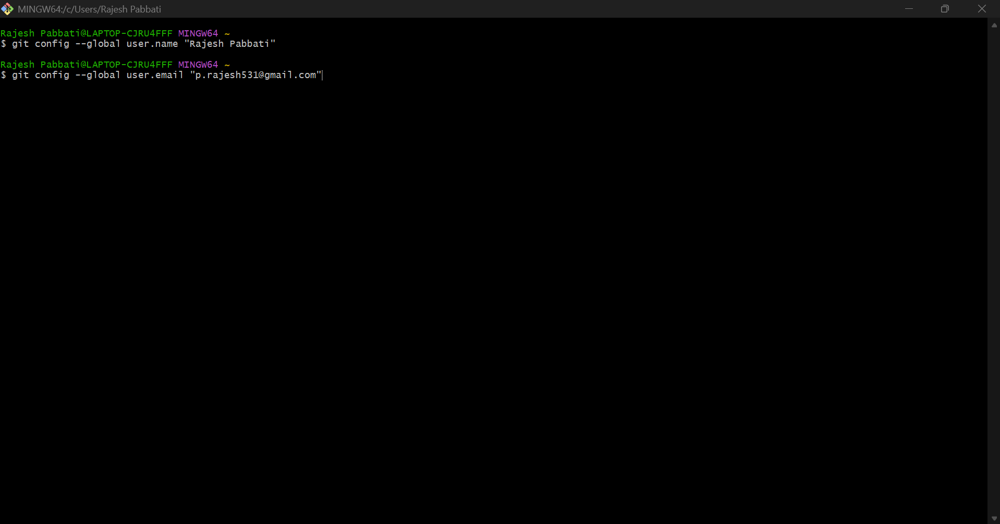 MINGW64:/c/Users/Rajesh Pabbati
Rajesh Pabbati@LAPTOP-CJRU4FFF MINGW64 ~
$ git config --global user.name "Rajesh Pabbati"
Rajesh Pabbati@LAPTOP-CJRU4FFF MINGW64 ~
$ git config --global user.email "p.rajesh531@gmail.com"